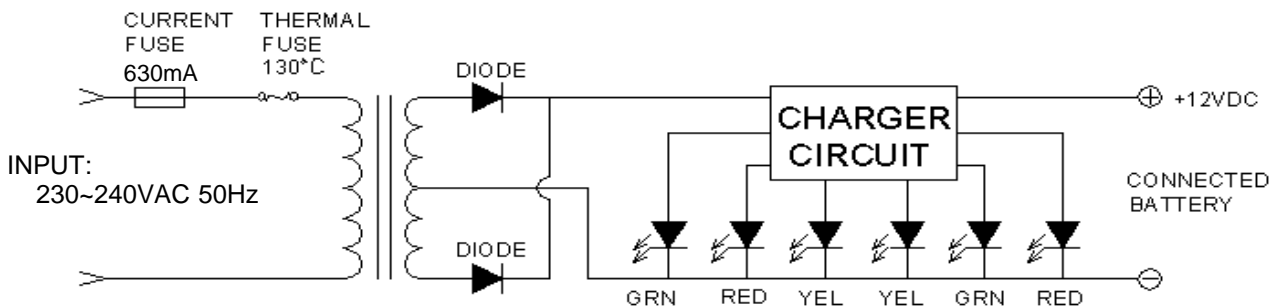 CURRENT
FUSE
630mA
THERMAL
FUSE
130°C
DIODE
INPUT:
230~240VAC 50Hz
DIODE
CHARGER
CIRCUIT
+12VDC
CONNECTED
BATTERY
GRN RED YEL YEL GRN RED